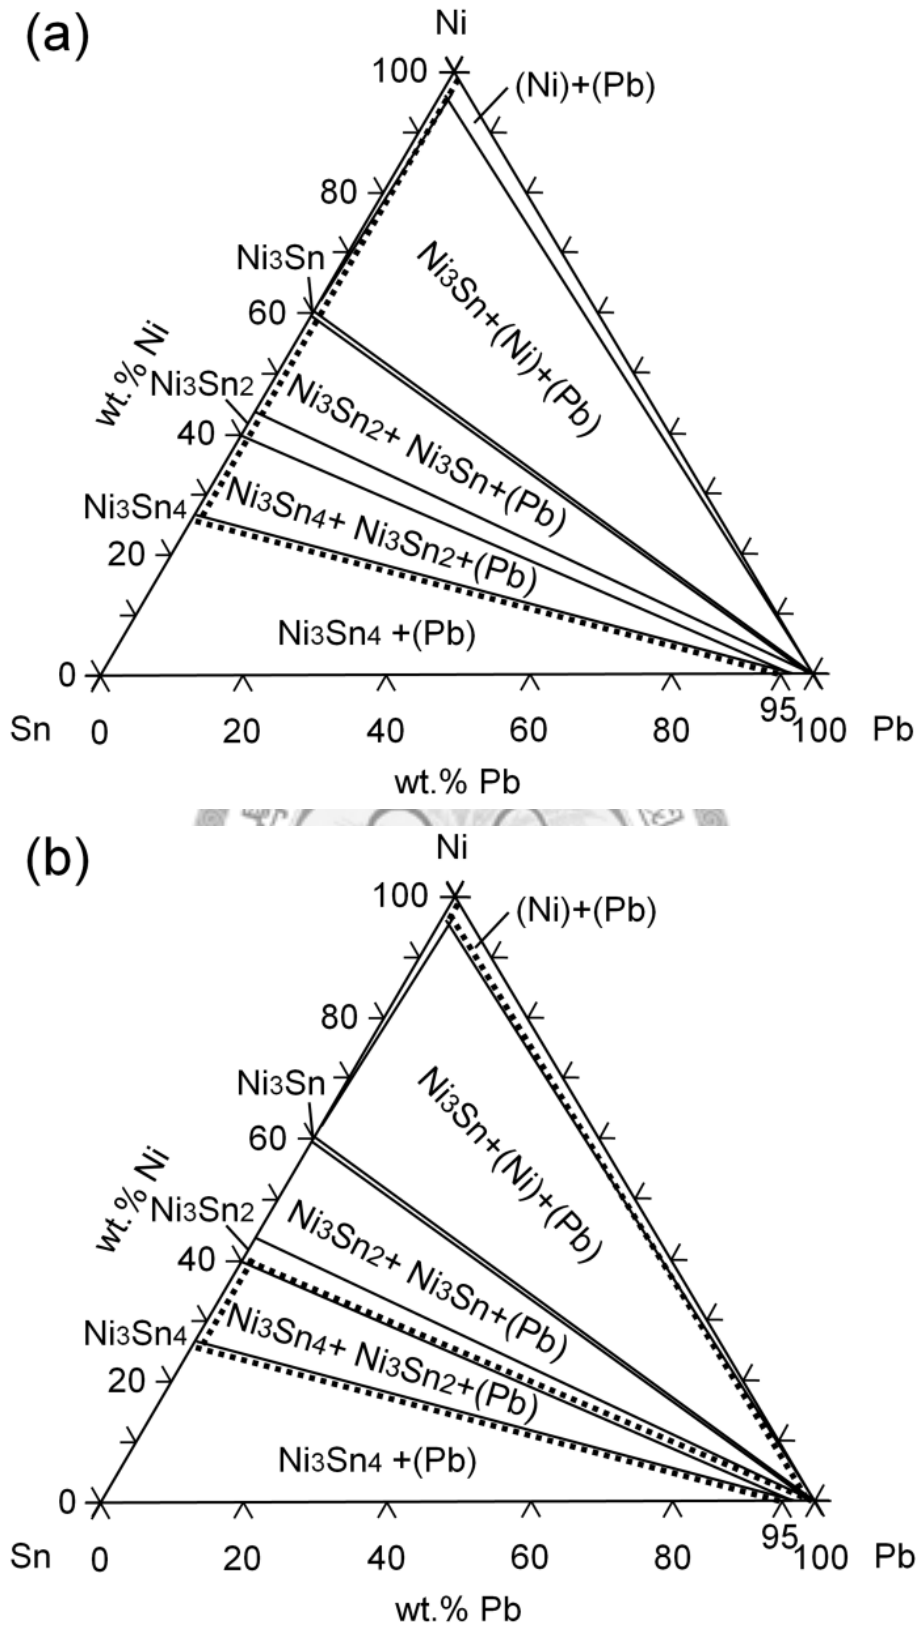 (a)
Ni
100
(Ni)+(Pb)
80
Ni3Sn
60
Ni3Sn+(Ni)+(Pb)
wt.% Ni
Ni3Sn2
40
Ni3Sn2+ Ni3Sn+(Pb)
Ni3Sn4
Ni3Sn4+ Ni3Sn2+(Pb)
20
Ni3Sn4 +(Pb)
0
95
Sn 0 20 40 60 80 100 Pb
wt.% Pb
(b)
Ni
100
(Ni)+(Pb)
80
Ni3Sn
60
Ni3Sn+(Ni)+(Pb)
wt.% Ni
Ni3Sn2
40
Ni3Sn2+ Ni3Sn+(Pb)
Ni3Sn4
Ni3Sn4+ Ni3Sn2+(Pb)
20
Ni3Sn4 +(Pb)
0
95
Sn 0 20 40 60 80 100 Pb
wt.% Pb